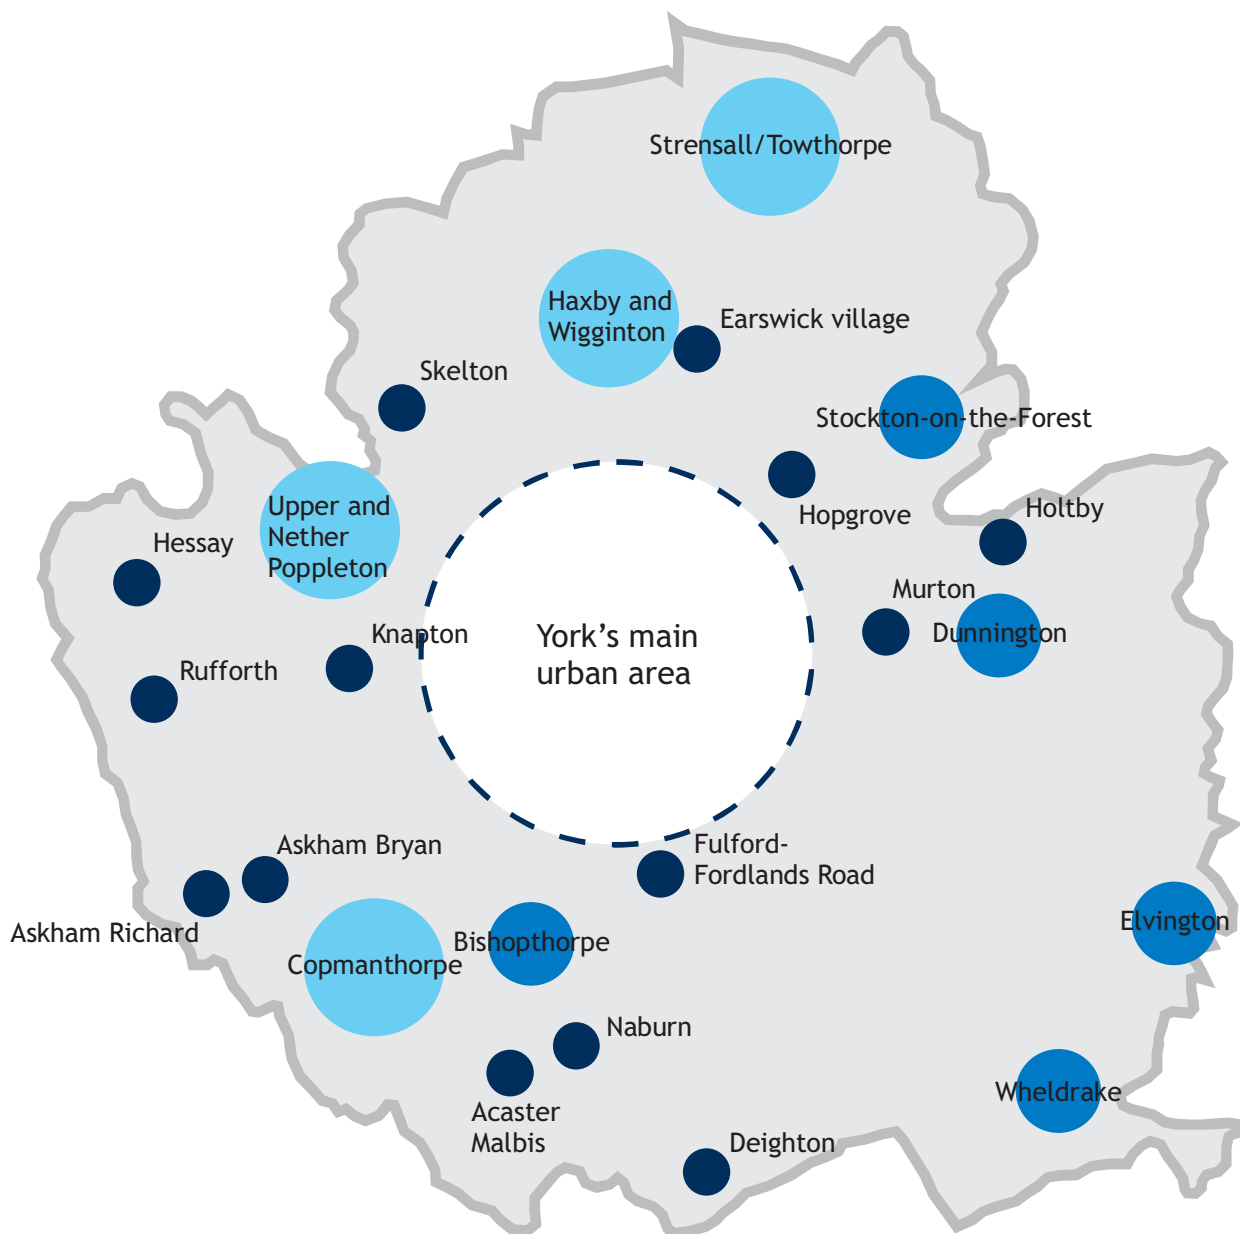 Strensall/Towthorpe
Haxby and
Wigginton
Earswick village
Skelton
Stockton-on-the-Forest
Upper and
Nether
Poppleton
Hopgrove
Holtby
Hessay
Murton
Knapton
York’s main
urban area
Dunnington
Rufforth
Askham Bryan
Fulford-
Fordlands Road
Askham Richard
Elvington
Bishopthorpe
Copmanthorpe
Naburn
Wheldrake
Acaster
Malbis
Deighton